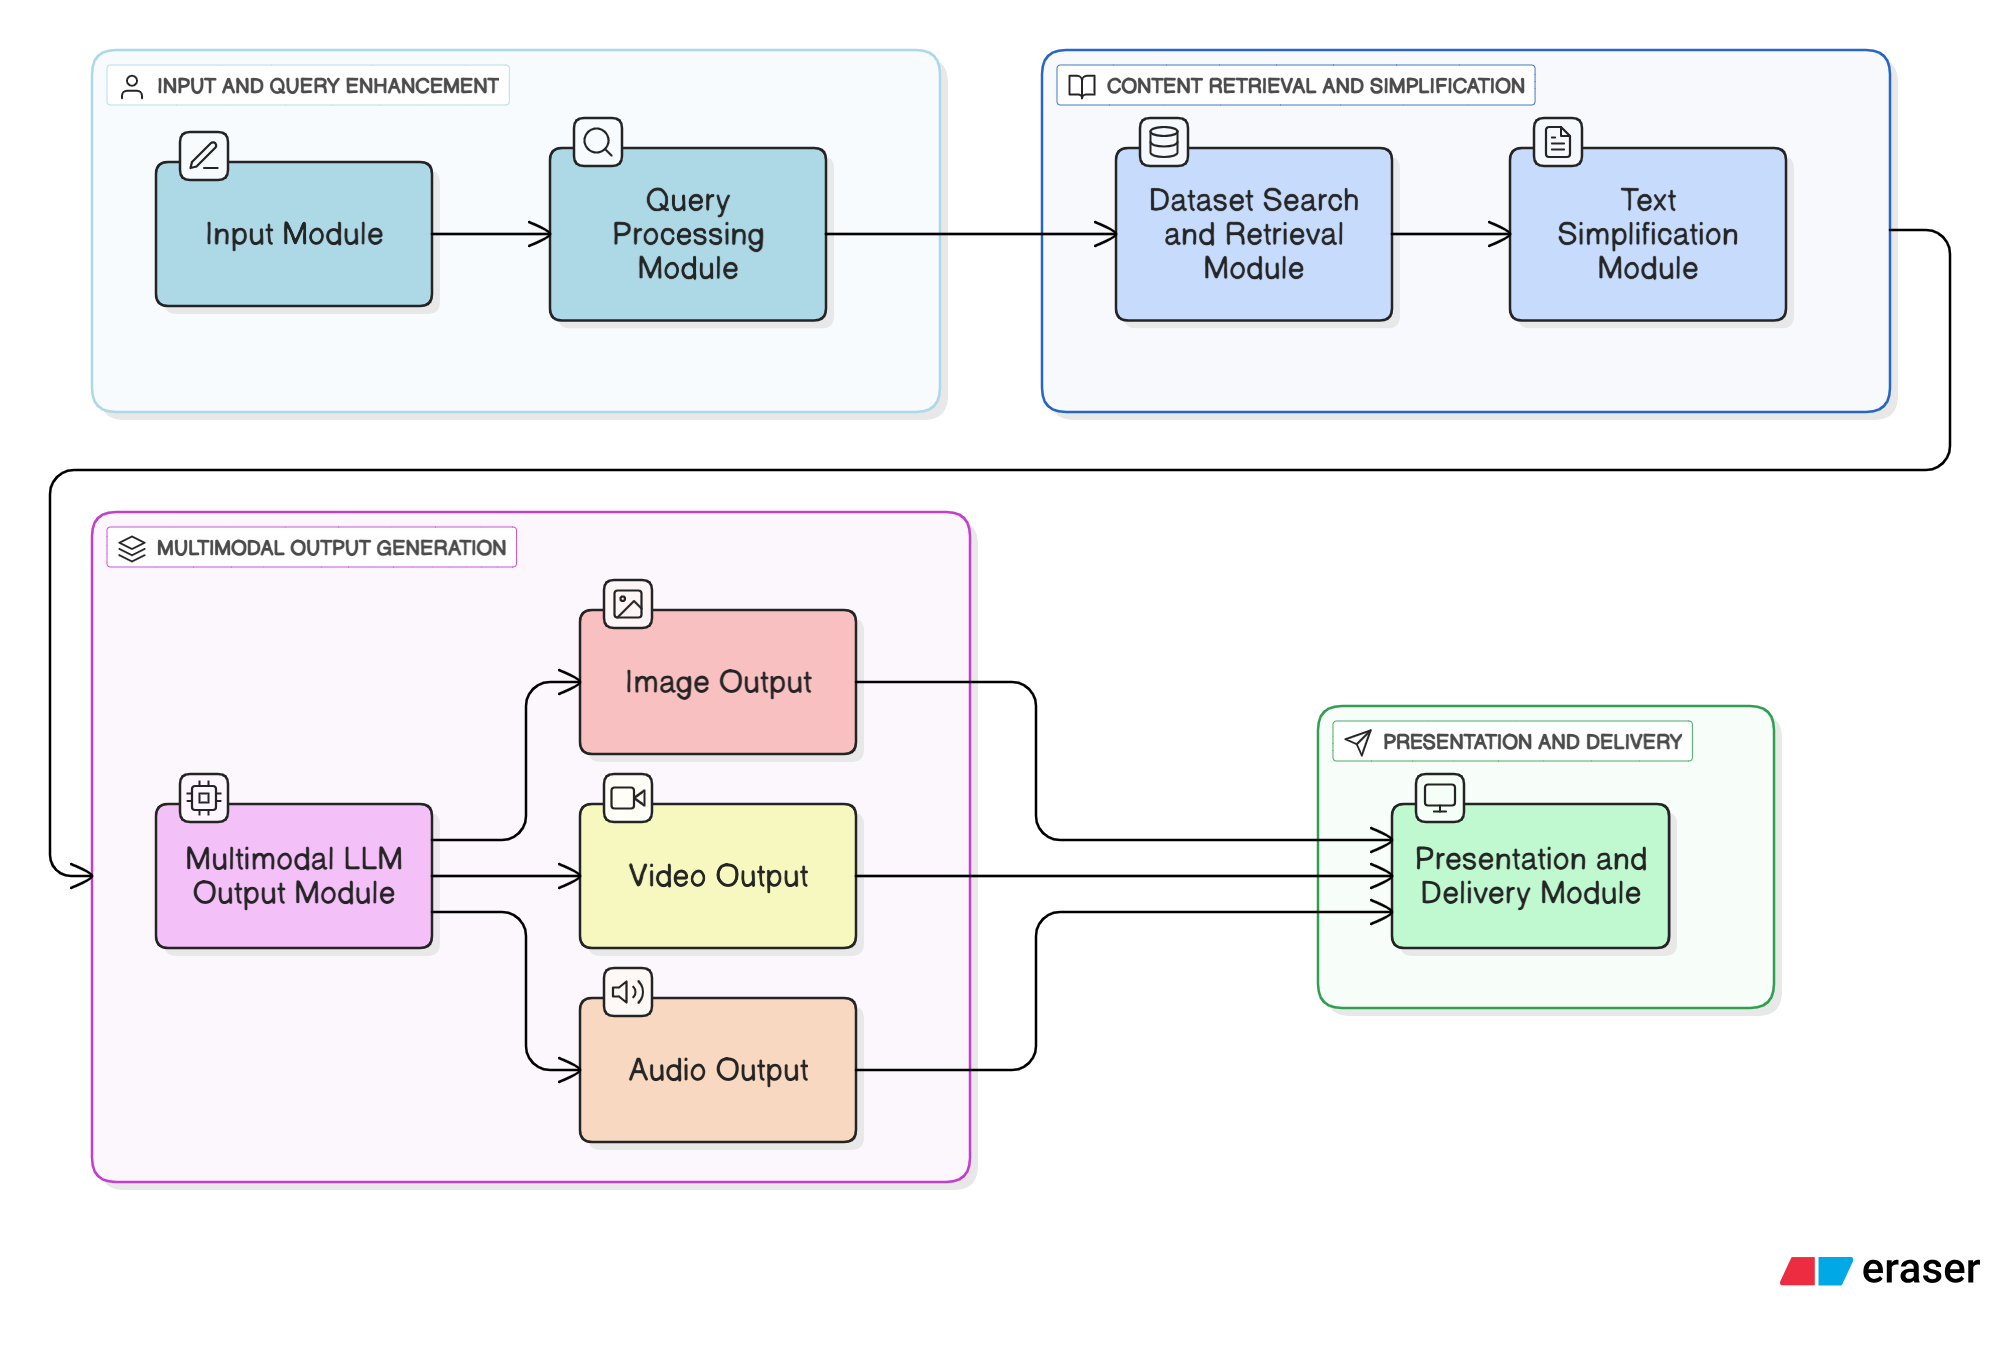 INPUT AND QUERY ENHANCEMENT
Input Module
Query
Processing
Module
CONTENT RETRIEVAL AND SIMPLIFICATION
Dataset Search
and Retrieval
Module
Text
Simplification
Module
MULTIMODAL OUTPUT GENERATION
Multimodal LLM
Output Module
Image Output
Video Output
Audio Output
PRESENTATION AND DELIVERY
Presentation and
Delivery Module
eraser